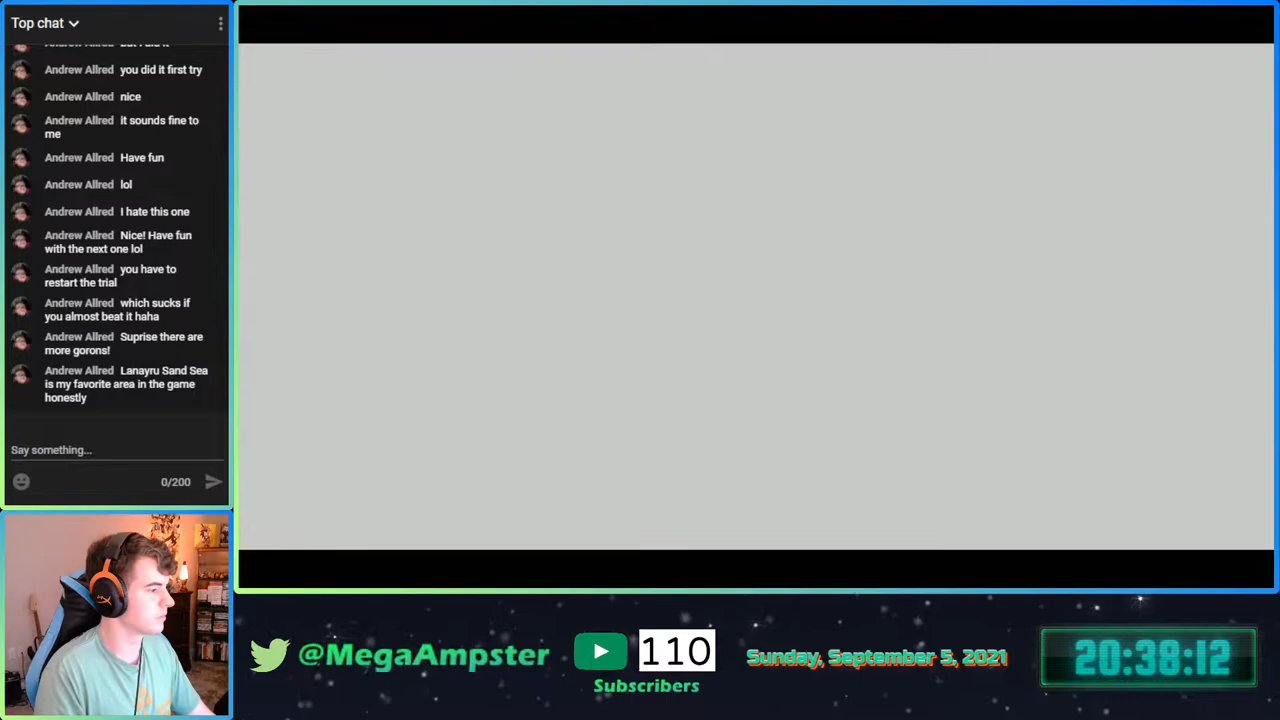 Top chat
Andrew Allred you did it first try
Andrew Allred nice
Andrew Allred it sounds fine to
me
Andrew Allred Have fun
Andrew Allred lol
Andrew Allred I hate this one
Andrew Allred Nice! Have fun
with the next one lol
Andrew Allred you have to
restart the trial
Andrew Allred which sucks if
you almost beat it haha
Andrew Allred Suprise there are
more gorons!
Andrew Allred Lanayru Sand Sea
is my favorite area in the game
honestly
Say something...
0/200
@MegaAmpster
110
Subscribers
Sunday, September 5, 2021
20:38:12